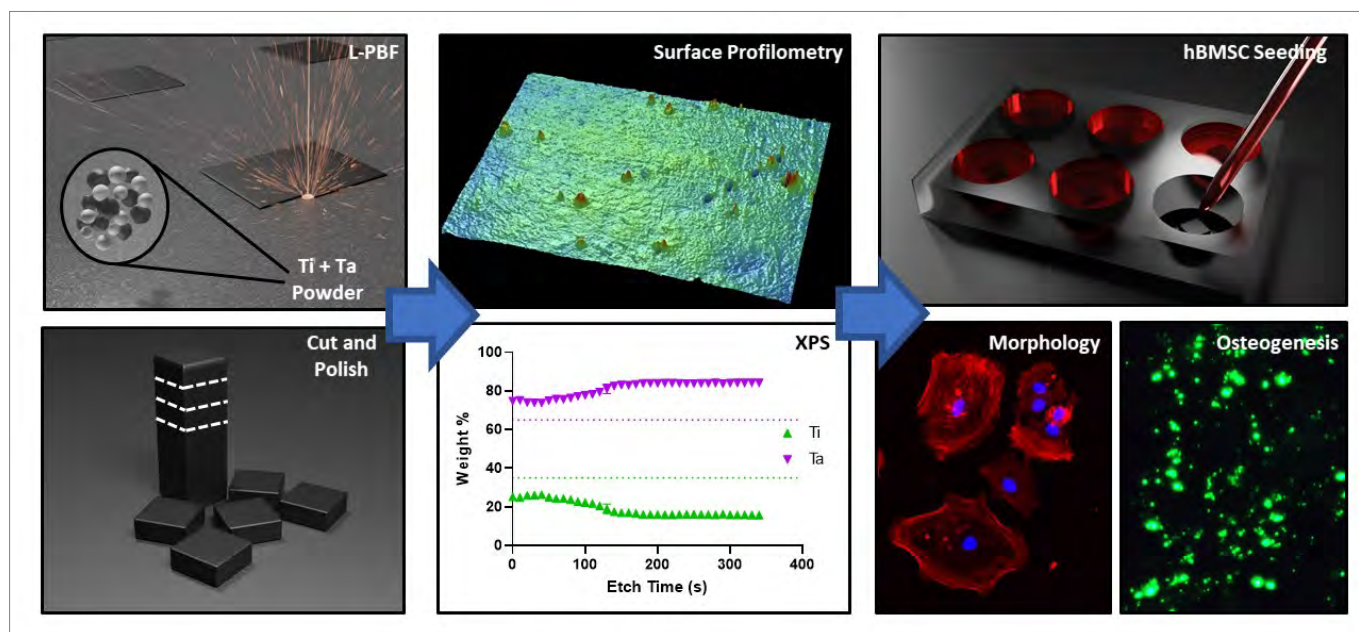 L-PBF
Ti + Ta
Powder
Cut and
Polish
Surface Profilometry
XPS
100
80
60
40
20
0
Weight %
Ti
Ta
0
100
200
300
400
Etch Time (s)
hBMSC Seeding
Morphology
Osteogenesis